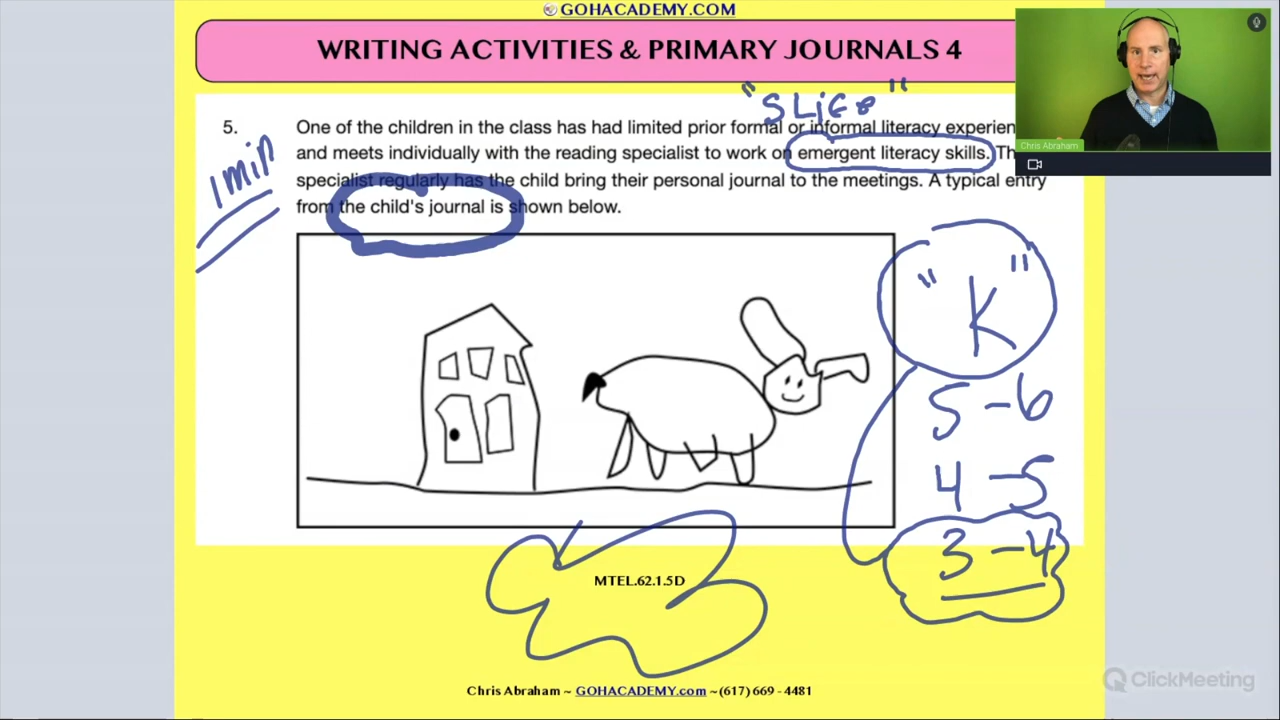 GOHACADEMY.COM
WRITING ACTIVITIES & PRIMARY JOURNALS 4
"SLiFE"
5. One of the children in the class has had limited prior formal or informal literacy
and meets individually with the reading specialist to work on emergent literacy skills.
specialist regularly has the child bring their personal journal to the meetings. A typical entry
from the child's journal is shown below.
1 min
"K"
5-6
4-5
3-4
MTEL.62.1.5D
Chris Abraham ~ GOHACADEMY.com ~(617) 669 - 4481
Chris Abraham
ClickMeeting